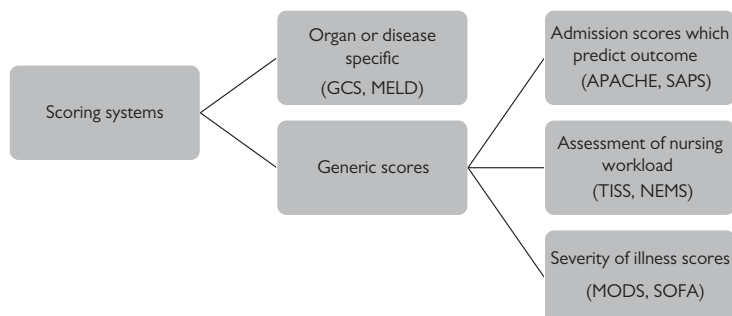 Scoring systems
Organ or disease
specific
(GCS, MELD)
Generic scores
Admission scores which
predict outcome
(APACHE, SAPS)
Assessment of nursing
workload
(TISS, NEMS)
Severity of illness scores
(MODS, SOFA)